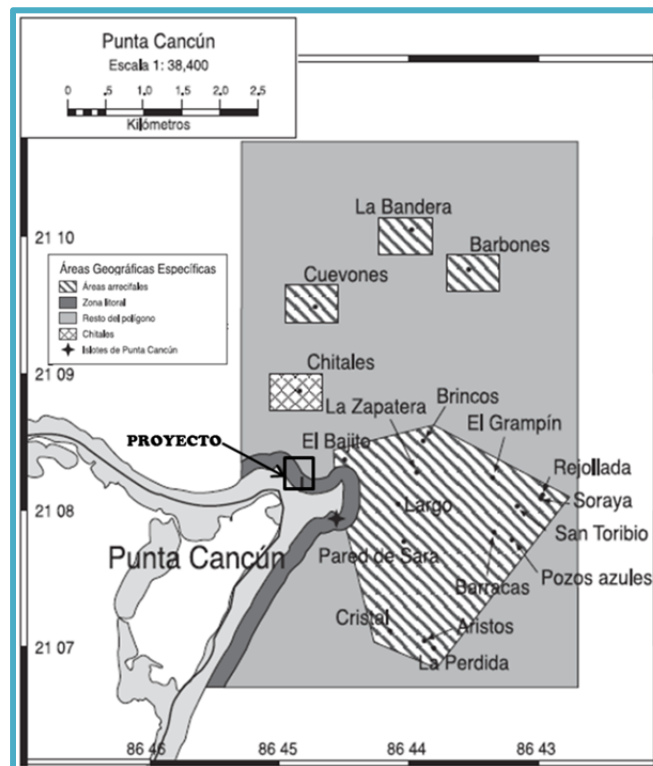 Punta Cancún
Escala 1: 38,400
0 .5 1.0 1.5 2.0 2.5
Kilómetros
La Bandera
21 10
Barbones
Áreas Geográficas Específicas
Áreas arrecifales
Zona litoral
Resto del polígono
Chitales
Islotes de Punta Cancún
Cuevones
21 09
Chitales
La Zapatera
Brincos
El Grampín
PROYECTO
El Bajito
Rejollada
Largo
Soraya
21 08
San Toribio
Punta Cancún
Pared de Sara
Barracas
Pozos azules
Cristal
Aristos
21 07
La Perdida
86 46
86 45
86 44
86 43